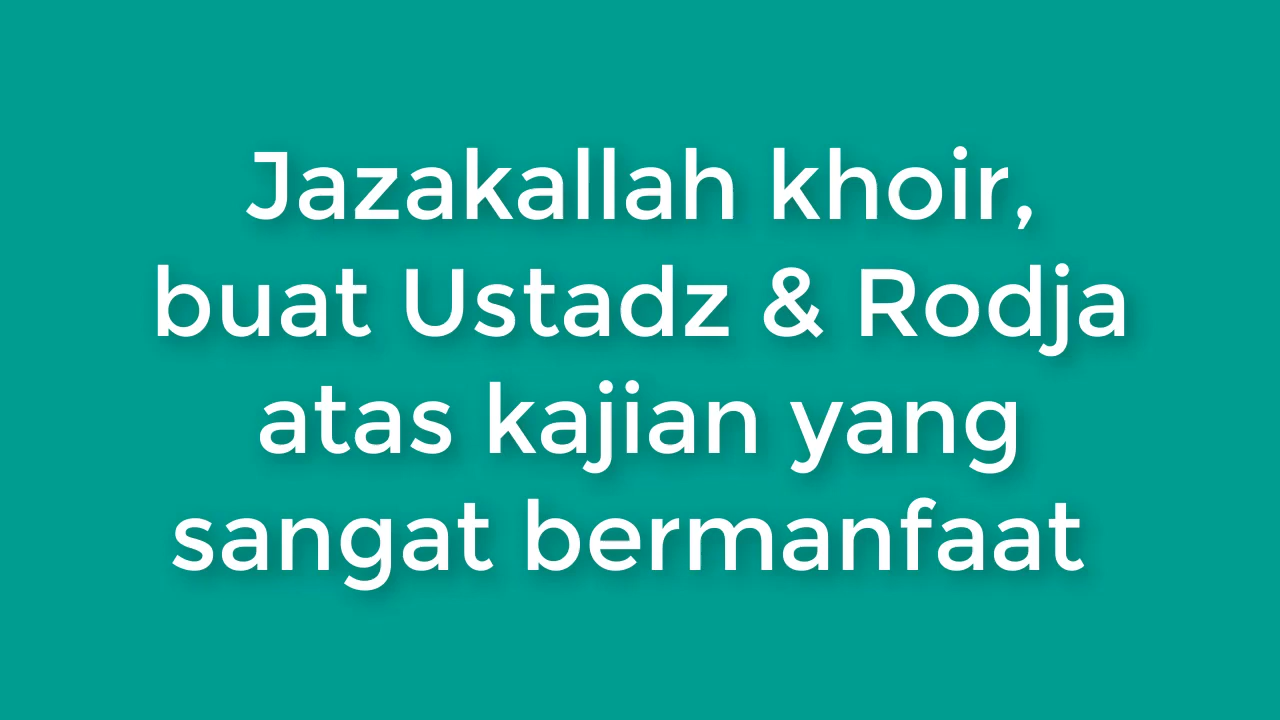 Jazakallah khoir,
buat Ustadz & Rodja
atas kajian yang
sangat bermanfaat